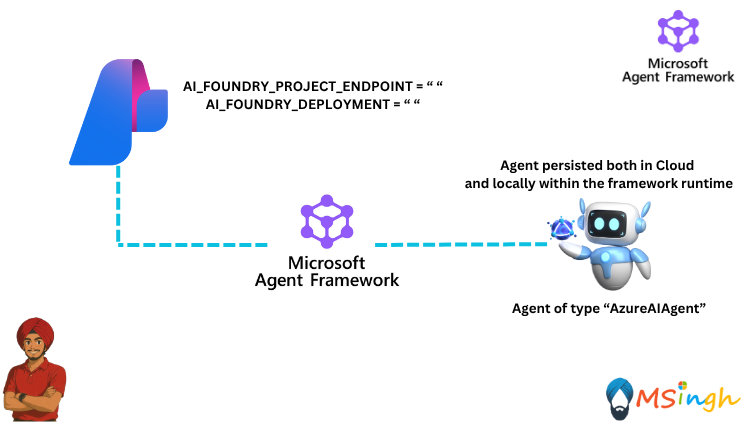 Microsoft
Agent Framework
AI_FOUNDRY_PROJECT_ENDPOINT = “ “
AI_FOUNDRY_DEPLOYMENT = “ “
Agent persisted both in Cloud
and locally within the framework runtime
Microsoft
Agent Framework
Agent of type “AzureAIAgent”
MSingh